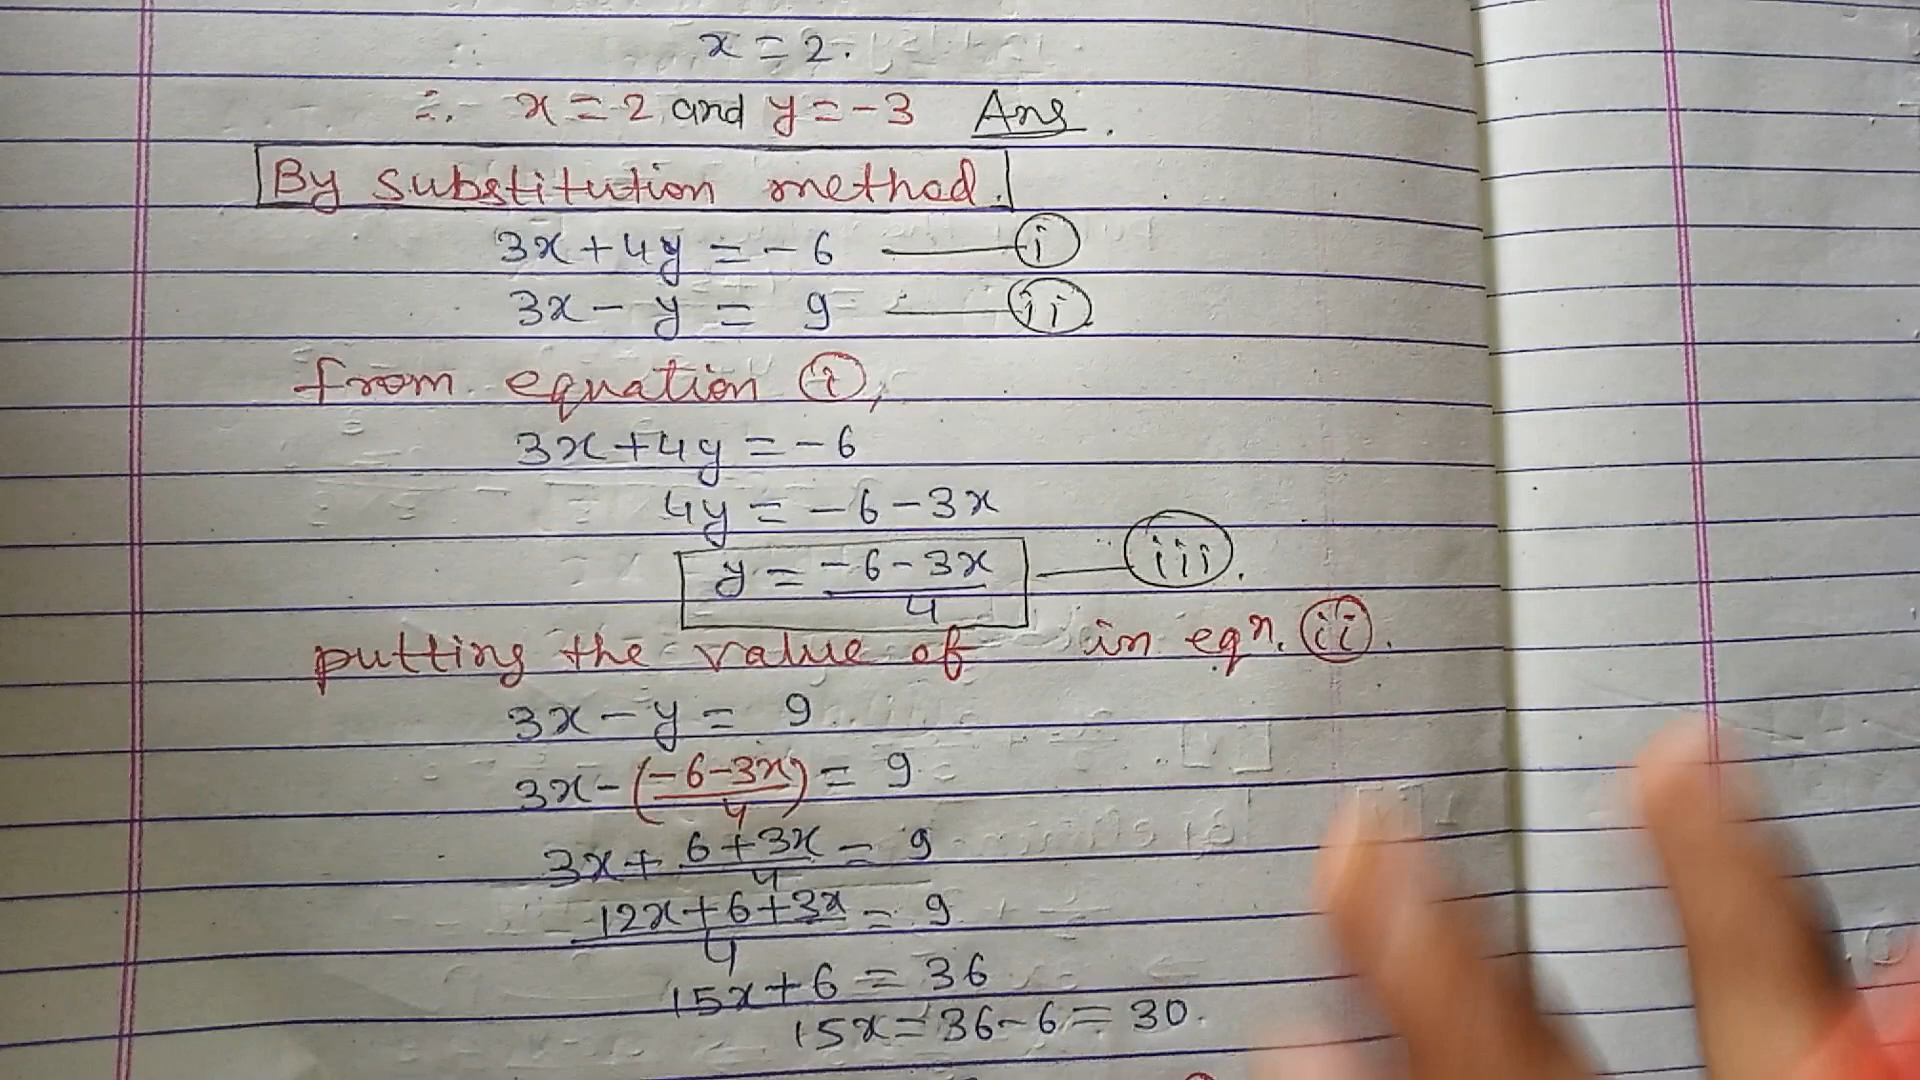 x = 2.
∴ x = 2 and y = -3 Ans.
By substitution method.
3x + 4y = -6 — (i)
3x - y = 9 — (ii)
from equation (i),
3x + 4y = -6
4y = -6 - 3x
y = (-6 - 3x)/4 — (iii).
putting the value of in eqn. (ii).
3x - y = 9
3x - ((-6-3x)/4) = 9
3x + (6 + 3x)/4 = 9
(12x + 6 + 3x)/4 = 9
15x + 6 = 36
15x = 36 - 6 = 30.